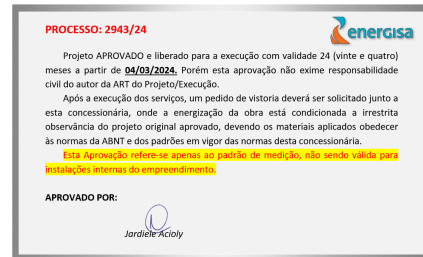 PROCESSO: 2943/24
energisa
Projeto APROVADO e liberado para a execução com validade 24 (vinte e quatro)
meses a partir de 04/03/2024. Porém esta aprovação não exime responsabilidade
civil do autor da ART do Projeto/Execução.
Após a execução dos serviços, um pedido de vistoria deverá ser solicitado junto a
esta concessionária, onde a energização da obra está condicionada a irrestrita
observância do projeto original aprovado, devendo os materiais aplicados obedecer
às normas da ABNT e dos padrões em vigor das normas desta concessionária.
Esta Aprovação refere-se apenas ao padrão de medição, não sendo válida para
instalações internas do empreendimento.
APROVADO POR:
Jardiele Acioly